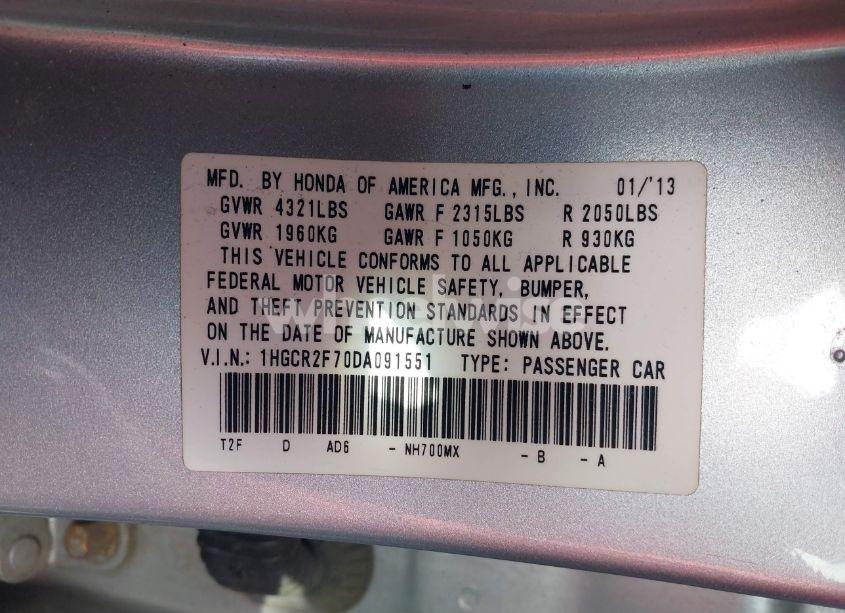 MFD. BY HONDA OF AMERICA MFG., INC. 01/'13
GVWR 4321LBS GAWR F 2315LBS R 2050LBS
GVWR 1960KG GAWR F 1050KG R 930KG
THIS VEHICLE CONFORMS TO ALL APPLICABLE
FEDERAL MOTOR VEHICLE SAFETY, BUMPER,
AND THEFT PREVENTION STANDARDS IN EFFECT
ON THE DATE OF MANUFACTURE SHOWN ABOVE.
V.I.N.: 1HGCR2F70DA091551 TYPE: PASSENGER CAR
T2F D AD6 - NH700MX - B - A